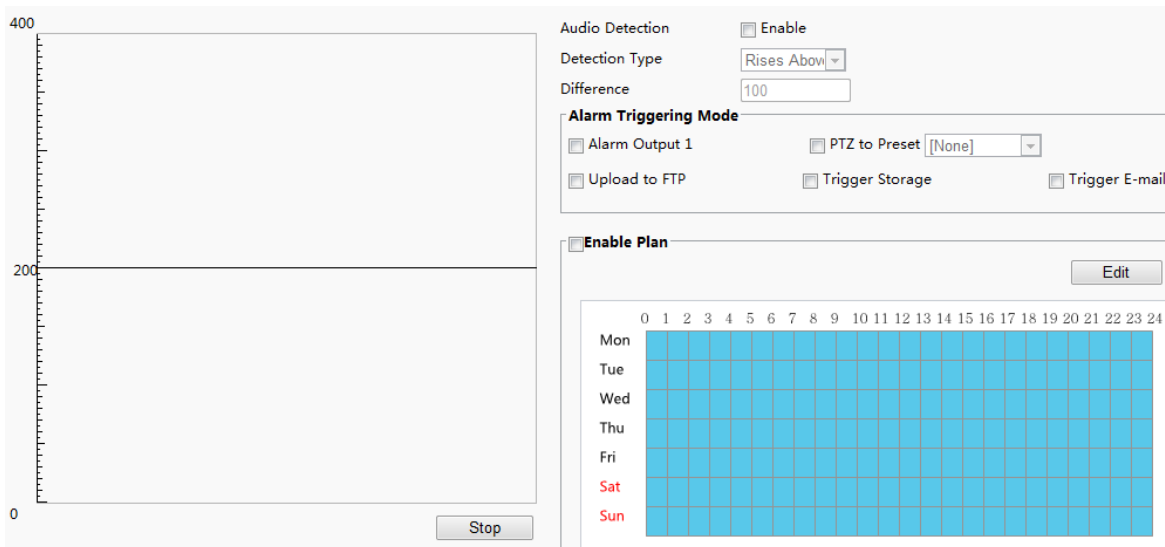 400
200
0
Stop
Audio Detection Enable
Detection Type Rises Abov
Difference 100
Alarm Triggering Mode
Alarm Output 1 PTZ to Preset [None]
Upload to FTP Trigger Storage Trigger E-mail
Enable Plan
Edit
0 1 2 3 4 5 6 7 8 9 10 11 12 13 14 15 16 17 18 19 20 21 22 23 24
Mon
Tue
Wed
Thu
Fri
Sat
Sun